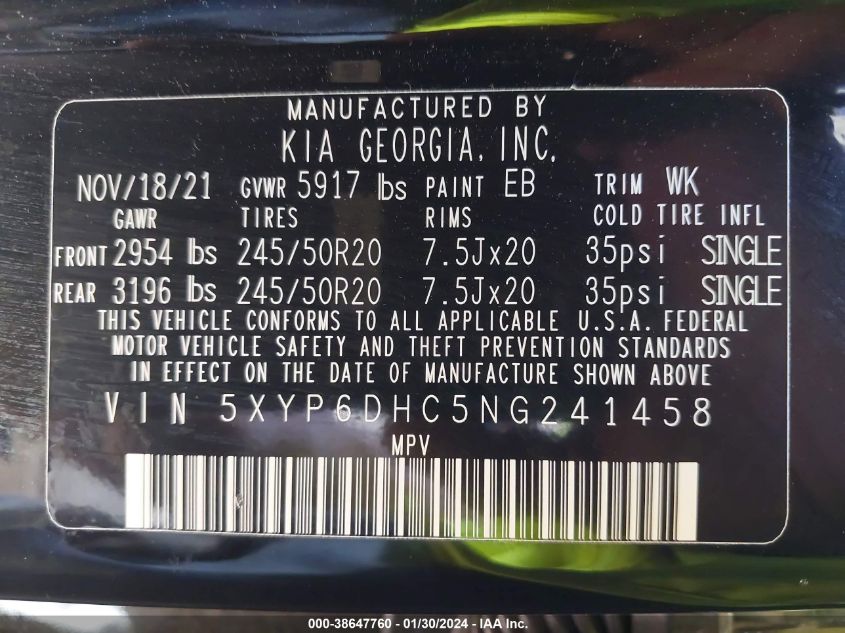 MANUFACTURED BY
KIA GEORGIA, INC.
NOV/18/21 GVWR 5917 lbs PAINT EB TRIM WK
GAWR TIRES RIMS COLD TIRE INFL
FRONT 2954 lbs 245/50R20 7.5Jx20 35psi SINGLE
REAR 3196 lbs 245/50R20 7.5Jx20 35psi SINGLE
THIS VEHICLE CONFORMS TO ALL APPLICABLE U.S.A. FEDERAL
MOTOR VEHICLE SAFETY AND THEFT PREVENTION STANDARDS
IN EFFECT ON THE DATE OF MANUFACTURE SHOWN ABOVE
VIN 5XYP6DHC5NG241458
MPV
000-38647760 - 01/30/2024 - IAA Inc.